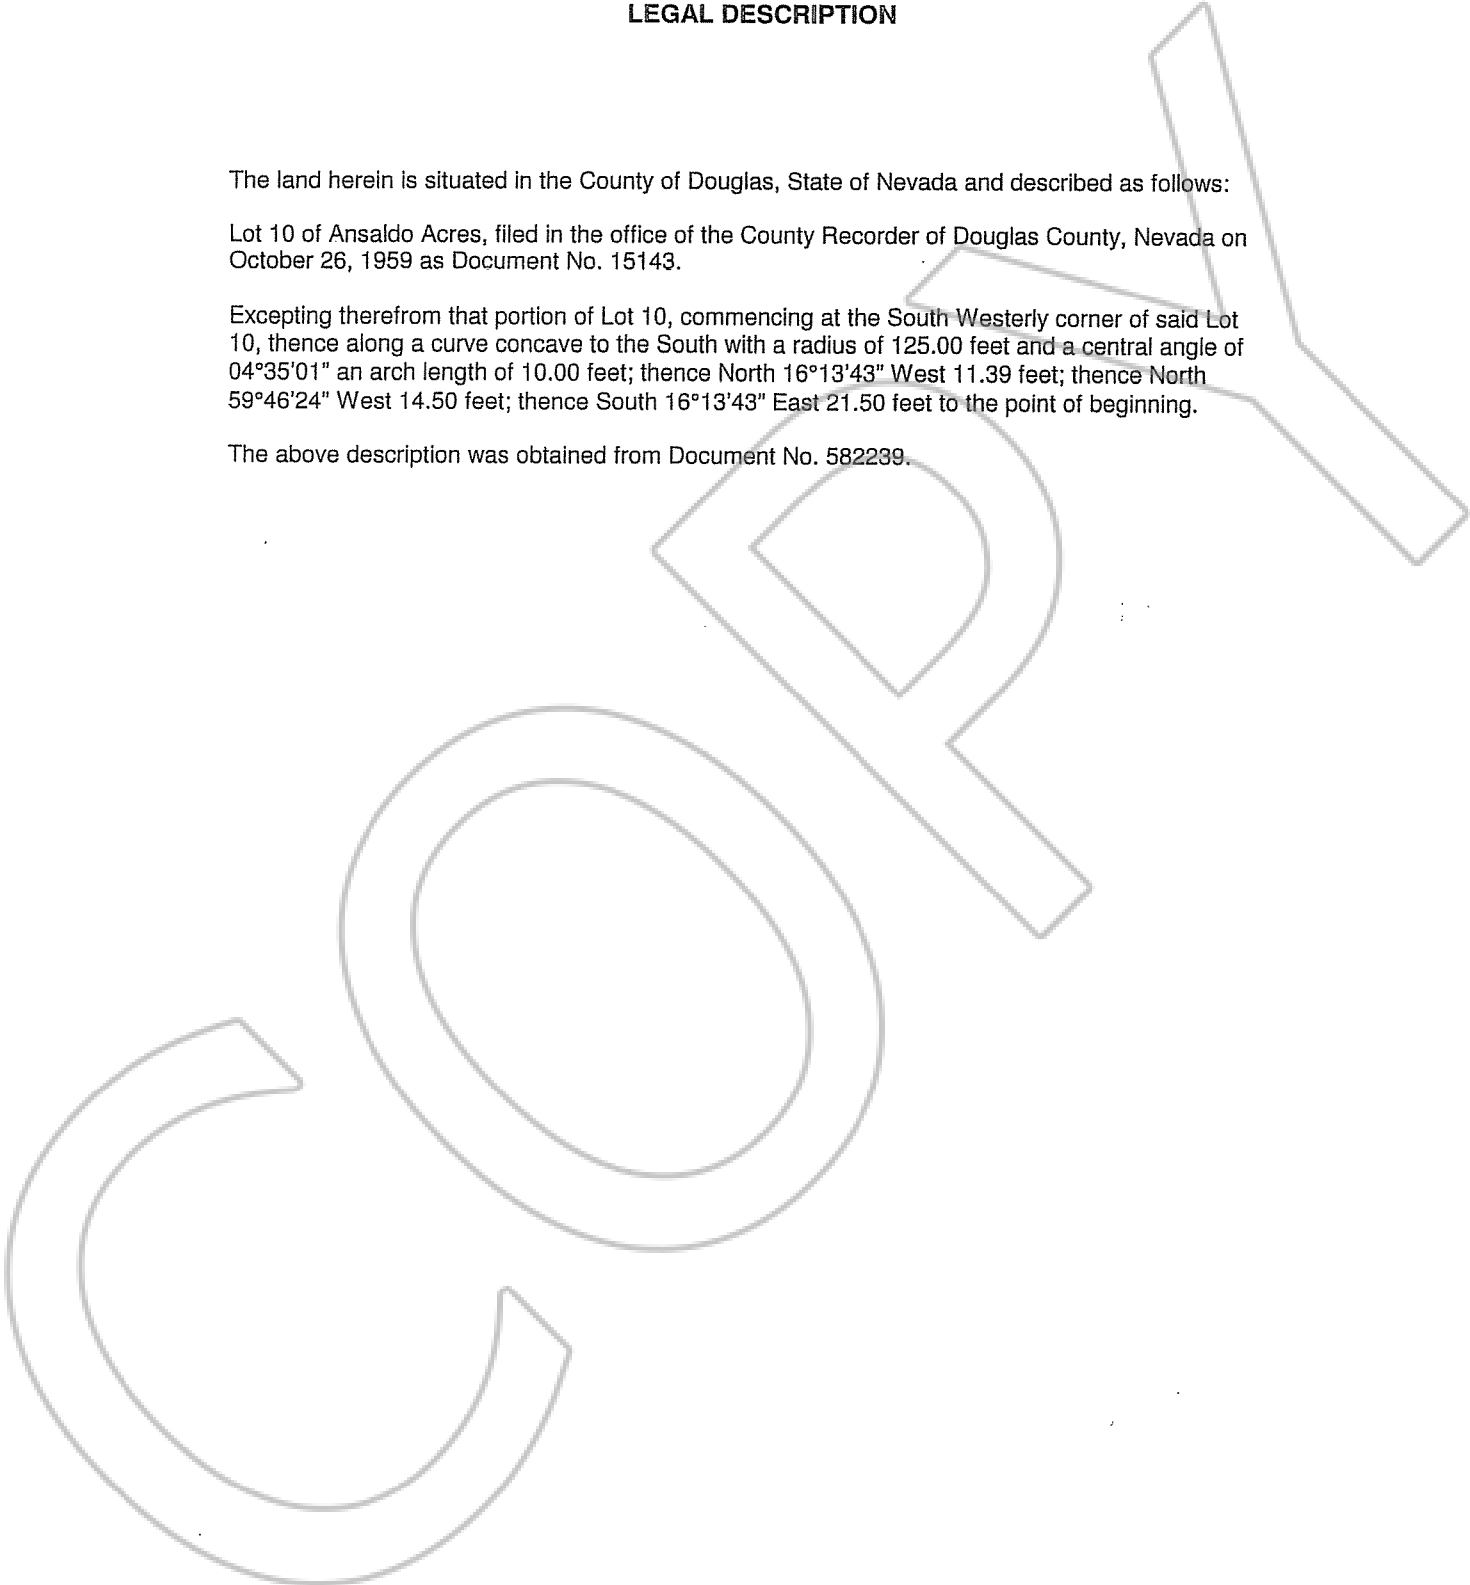 LEGAL DESCRIPTION
The land herein is situated in the County of Douglas, State of Nevada and described as follows:
Lot 10 of Ansaldo Acres, filed in the office of the County Recorder of Douglas County, Nevada on
October 26, 1959 as Document No. 15143.
Excepting therefrom that portion of Lot 10, commencing at the South Westerly corner of said Lot
10, thence along a curve concave to the South with a radius of 125.00 feet and a central angle of
04°35'01" an arch length of 10.00 feet; thence North 16°13'43" West 11.39 feet; thence North
59°46'24" West 14.50 feet; thence South 16°13'43" East 21.50 feet to the point of beginning.
The above description was obtained from Document No. 582239.
COPY